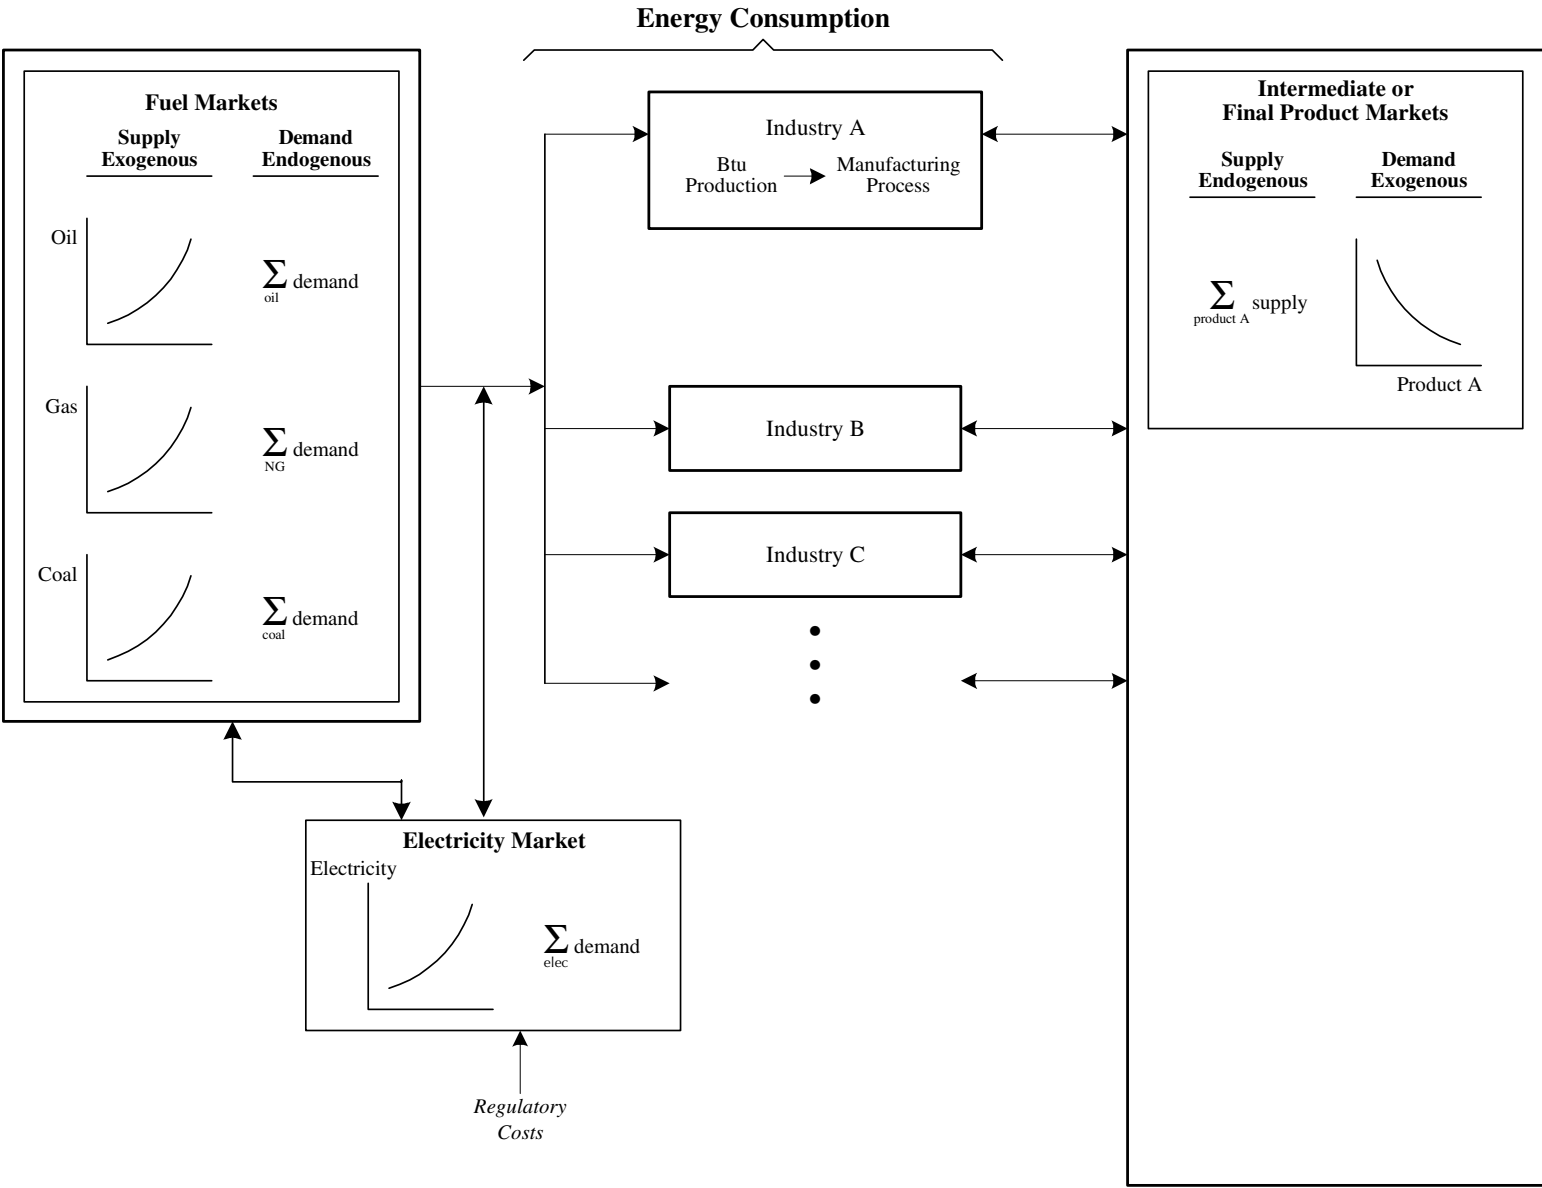 Energy Consumption
Fuel Markets
Supply
Exogenous
Demand
Endogenous
Oil
∑ demand
oil
Gas
∑ demand
NG
Coal
∑ demand
coal
Industry A
Btu
Production
Manufacturing
Process
Industry B
Industry C
Intermediate or
Final Product Markets
Supply
Endogenous
Demand
Exogenous
∑ supply
product A
Product A
Electricity Market
Electricity
∑ demand
elec
Regulatory
Costs